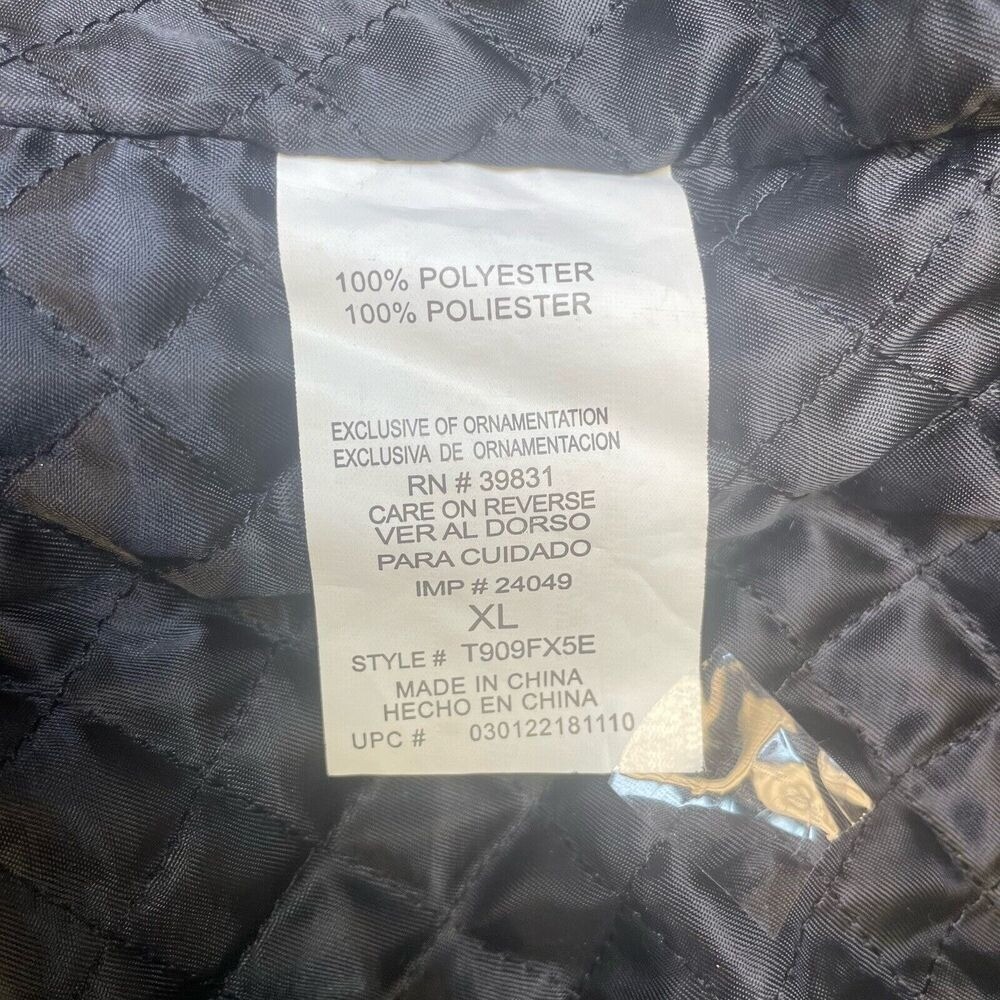 100% POLYESTER
100% POLIESTER
EXCLUSIVE OF ORNAMENTATION
EXCLUSIVA DE ORNAMENTACION
RN # 39831
CARE ON REVERSE
VER AL DORSO
PARA CUIDADO
IMP # 24049
XL
STYLE # T909FX5E
MADE IN CHINA
HECHO EN CHINA
UPC # 030122181110